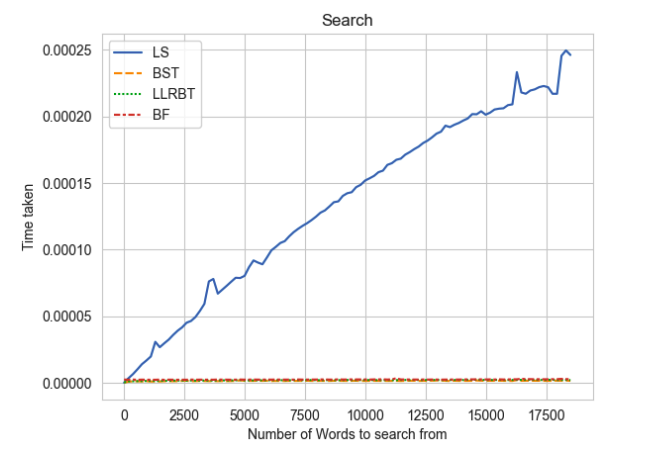 Search
LS
BST
LLRBT
BF
0.00025
0.00020
0.00015
0.00010
0.00005
0.00000
Time taken
0 2500 5000 7500 10000 12500 15000 17500
Number of Words to search from